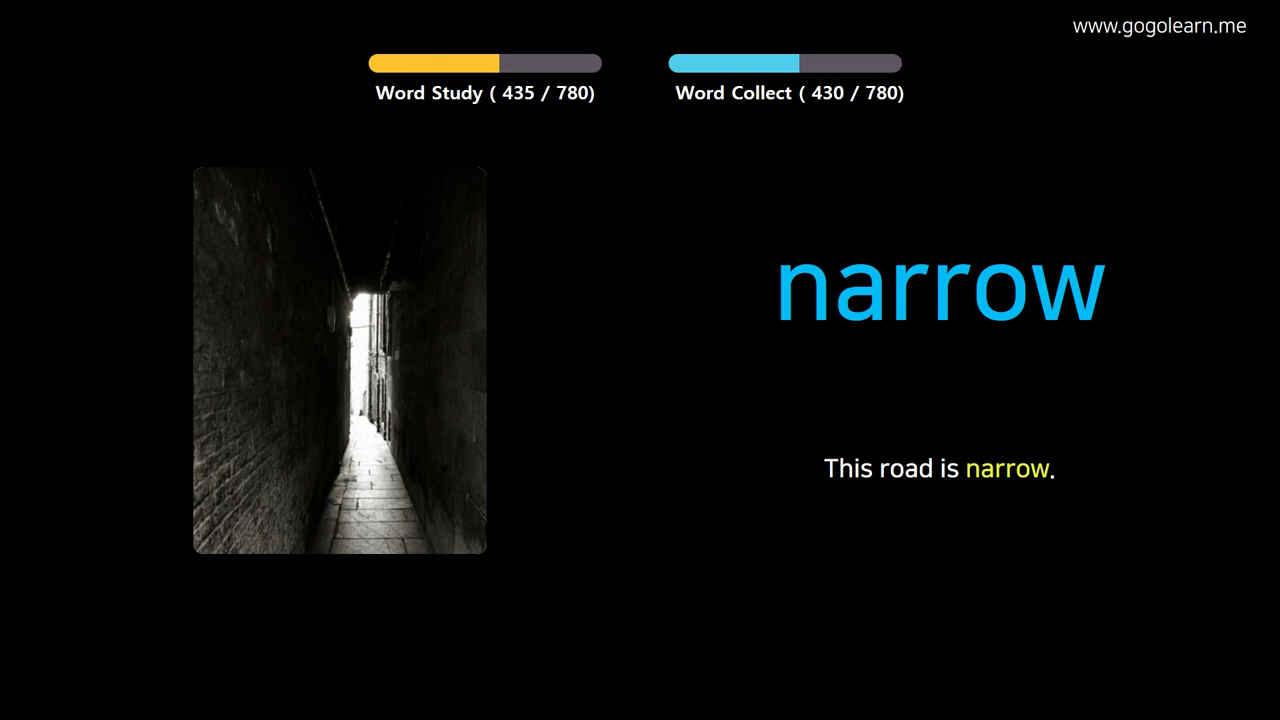 www.gogolearn.me
Word Study ( 435 / 780)
Word Collect ( 430 / 780)
narrow
This road is narrow.